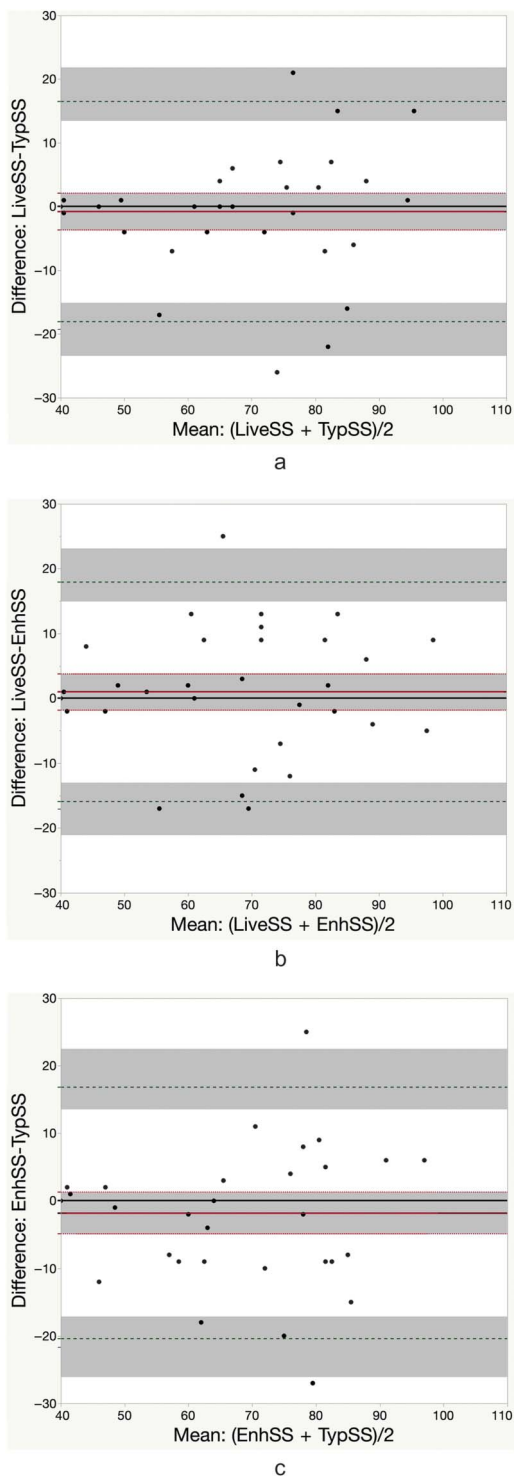 30
20
10
0
−10
−20
−30
Difference: LiveSS-TypSS
40 50 60 70 80 90 100 110
Mean: (LiveSS + TypSS)/2
a
30
20
10
0
−10
−20
−30
Difference: LiveSS-EnhSS
40 50 60 70 80 90 100 110
Mean: (LiveSS + EnhSS)/2
b
30
20
10
0
−10
−20
−30
Difference: EnhSS-TypSS
40 50 60 70 80 90 100 110
Mean: (EnhSS + TypSS)/2
c